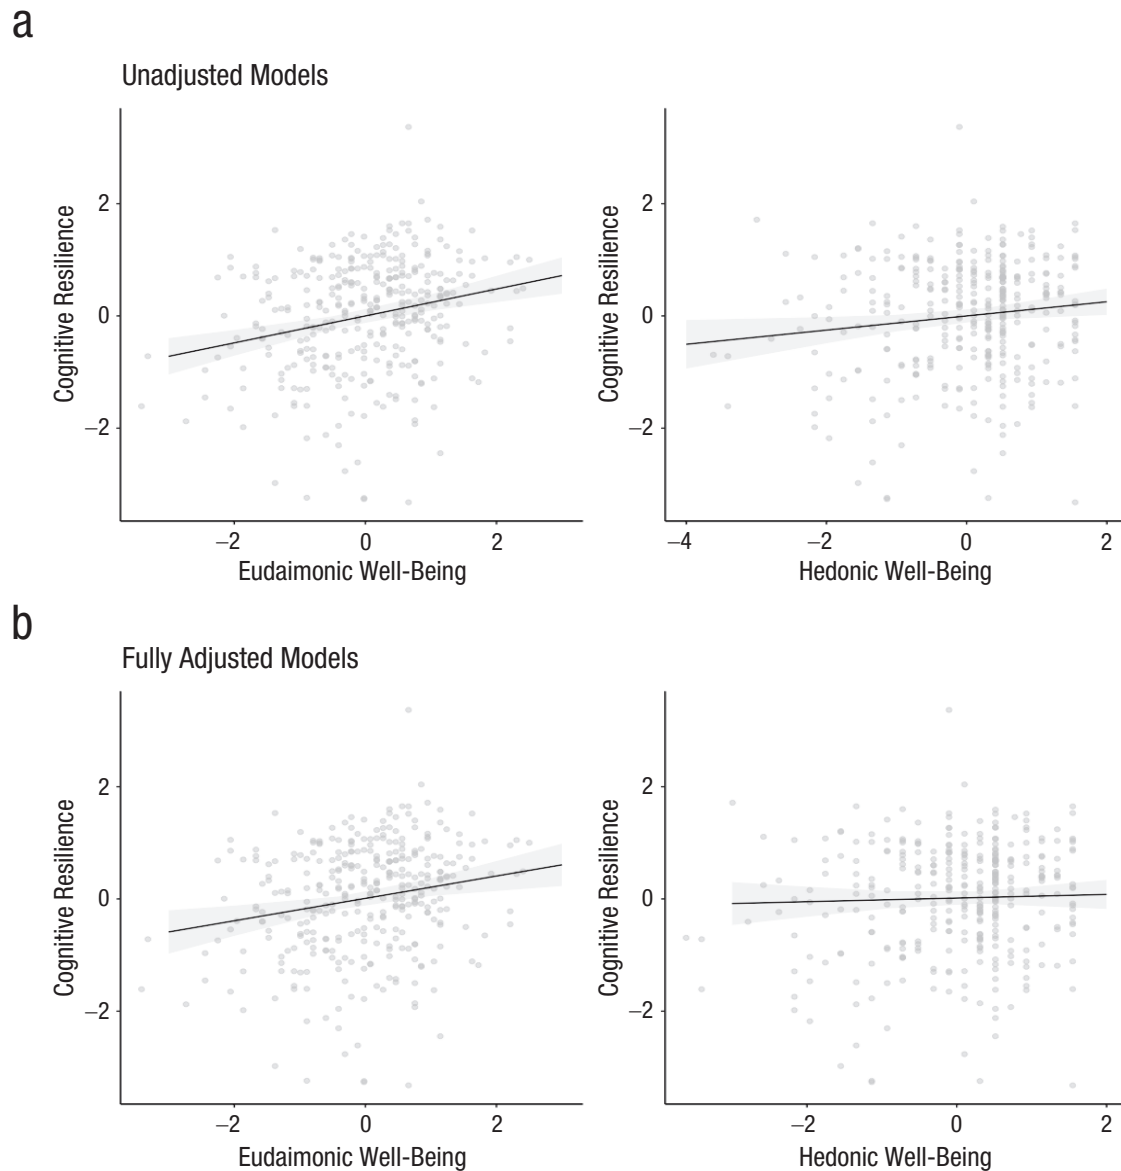 a
Unadjusted Models
Cognitive Resilience
2
0
−2
−2
0
2
Eudaimonic Well-Being
Cognitive Resilience
2
0
−2
−4
−2
0
2
Hedonic Well-Being
b
Fully Adjusted Models
Cognitive Resilience
2
0
−2
−2
0
2
Eudaimonic Well-Being
Cognitive Resilience
2
0
−2
−2
0
2
Hedonic Well-Being